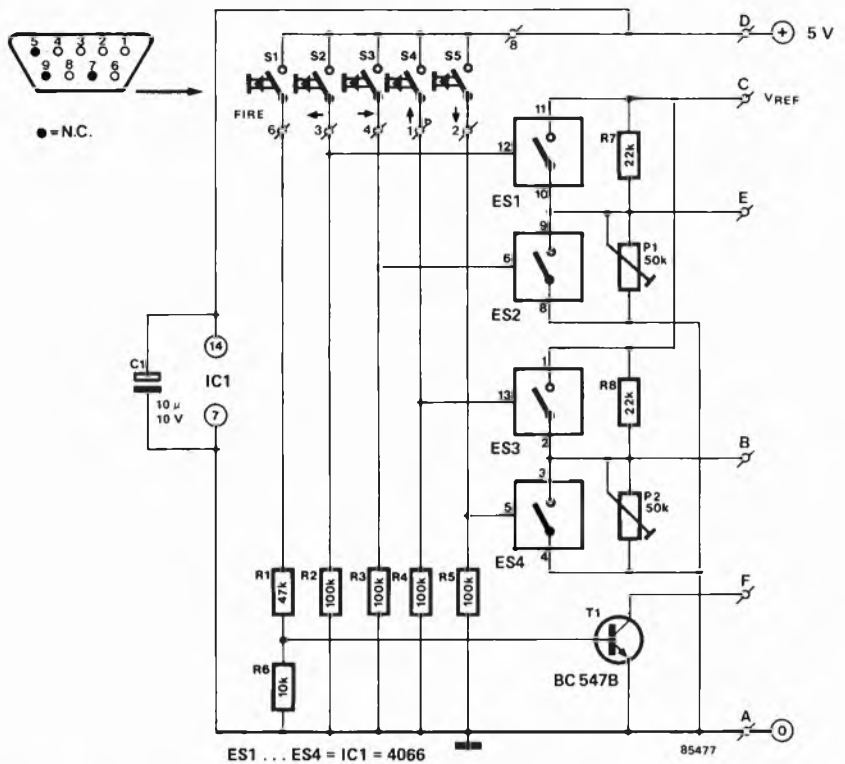 5 4 3 2 1
9 8 7 6
● = N.C.
S1 S2 S3 S4 S5
FIRE
6 3 4 1 2
8
D + 5 V
C VREF
11
12
10
ES1
R7
22k
E
9
6
8
ES2
P1
50k
1
13
2
ES3
R8
22k
B
3
5
4
ES4
P2
50k
C1
10 µ
10 V
14
IC1
7
R1 47k
R2 100k
R3 100k
R4 100k
R5 100k
R6 10k
T1
BC 547B
F
A 0
ES1 ... ES4 = IC1 = 4066
85477